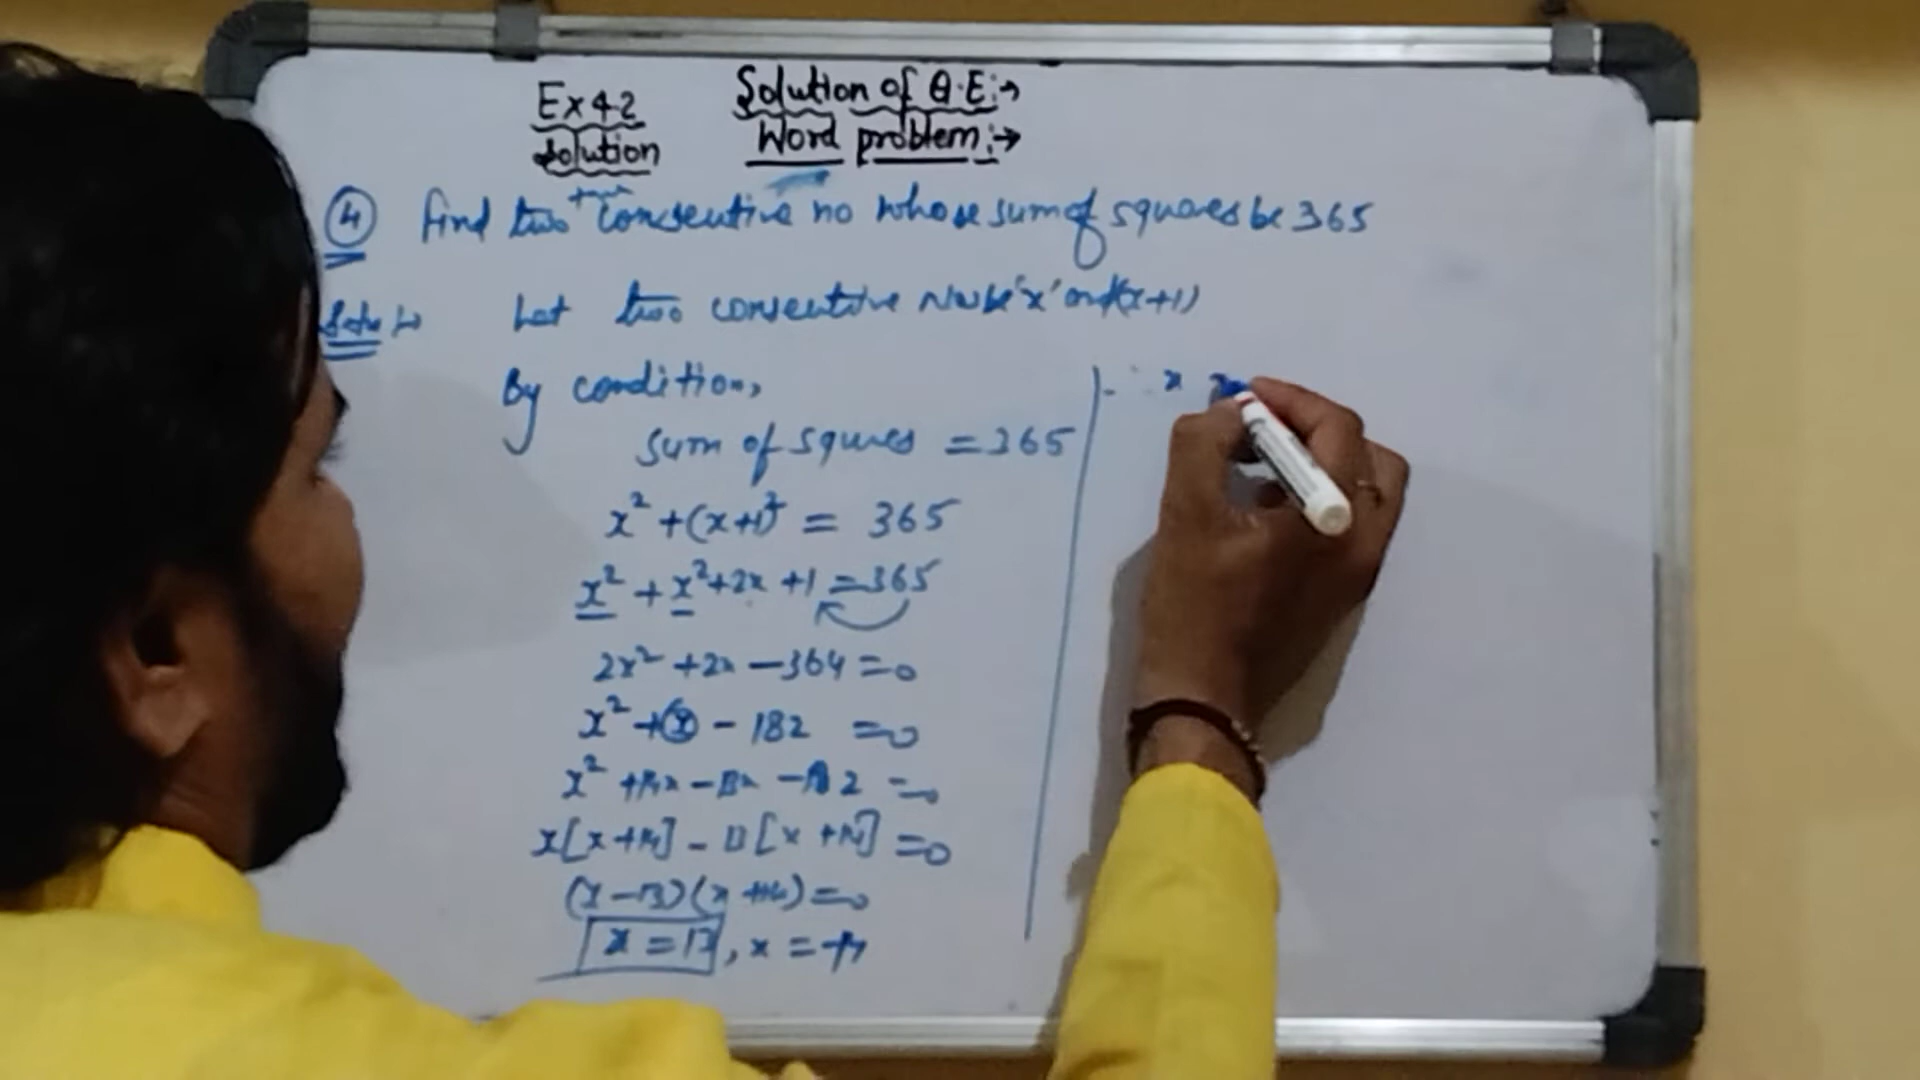 Ex 4.2
Solution
Solution of Q.E:→
Word problem:→
④ find two +ve consecutive no whose sum of squares be 365
Let two consecutive be 'x' and (x+1)
By condition,
sum of squres = 365
x² + (x+1)² = 365
x² + x² + 2x + 1 = 365
2x² + 2x - 364 = 0
x² + x - 182 = 0
x² + 14x - 13x - 182 = 0
x[x+14] - 13[x+14] = 0
(x-13)(x+14) = 0
x = 13, x = -14
∴ x